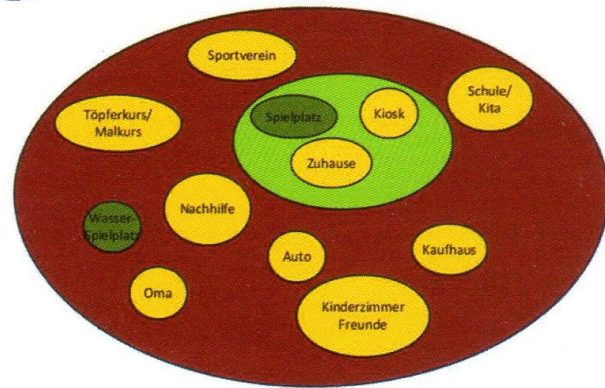 Sportverein
Schule/
Kita
Töpferkurs/
Malkurs
Spielplatz
Kiosk
Zuhause
Nachhilfe
Wasser-
Spielplatz
Auto
Kaufhaus
Oma
Kinderzimmer
Freunde